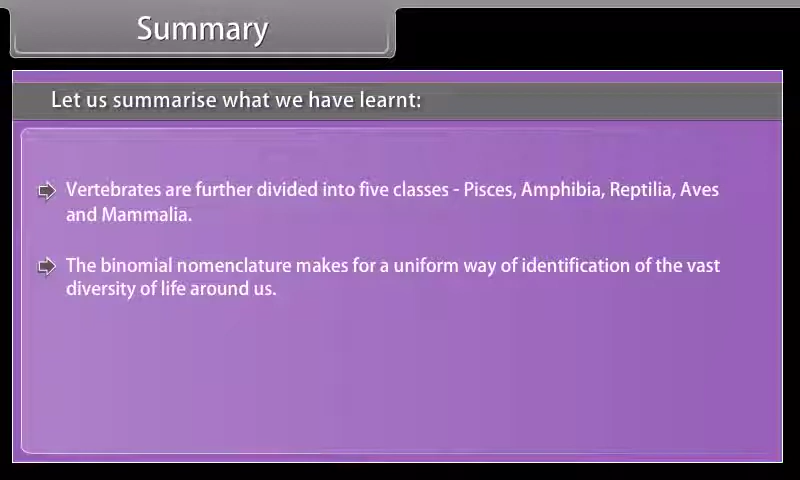 Summary
Let us summarise what we have learnt:
Vertebrates are further divided into five classes - Pisces, Amphibia, Reptilia, Aves
and Mammalia.
The binomial nomenclature makes for a uniform way of identification of the vast
diversity of life around us.